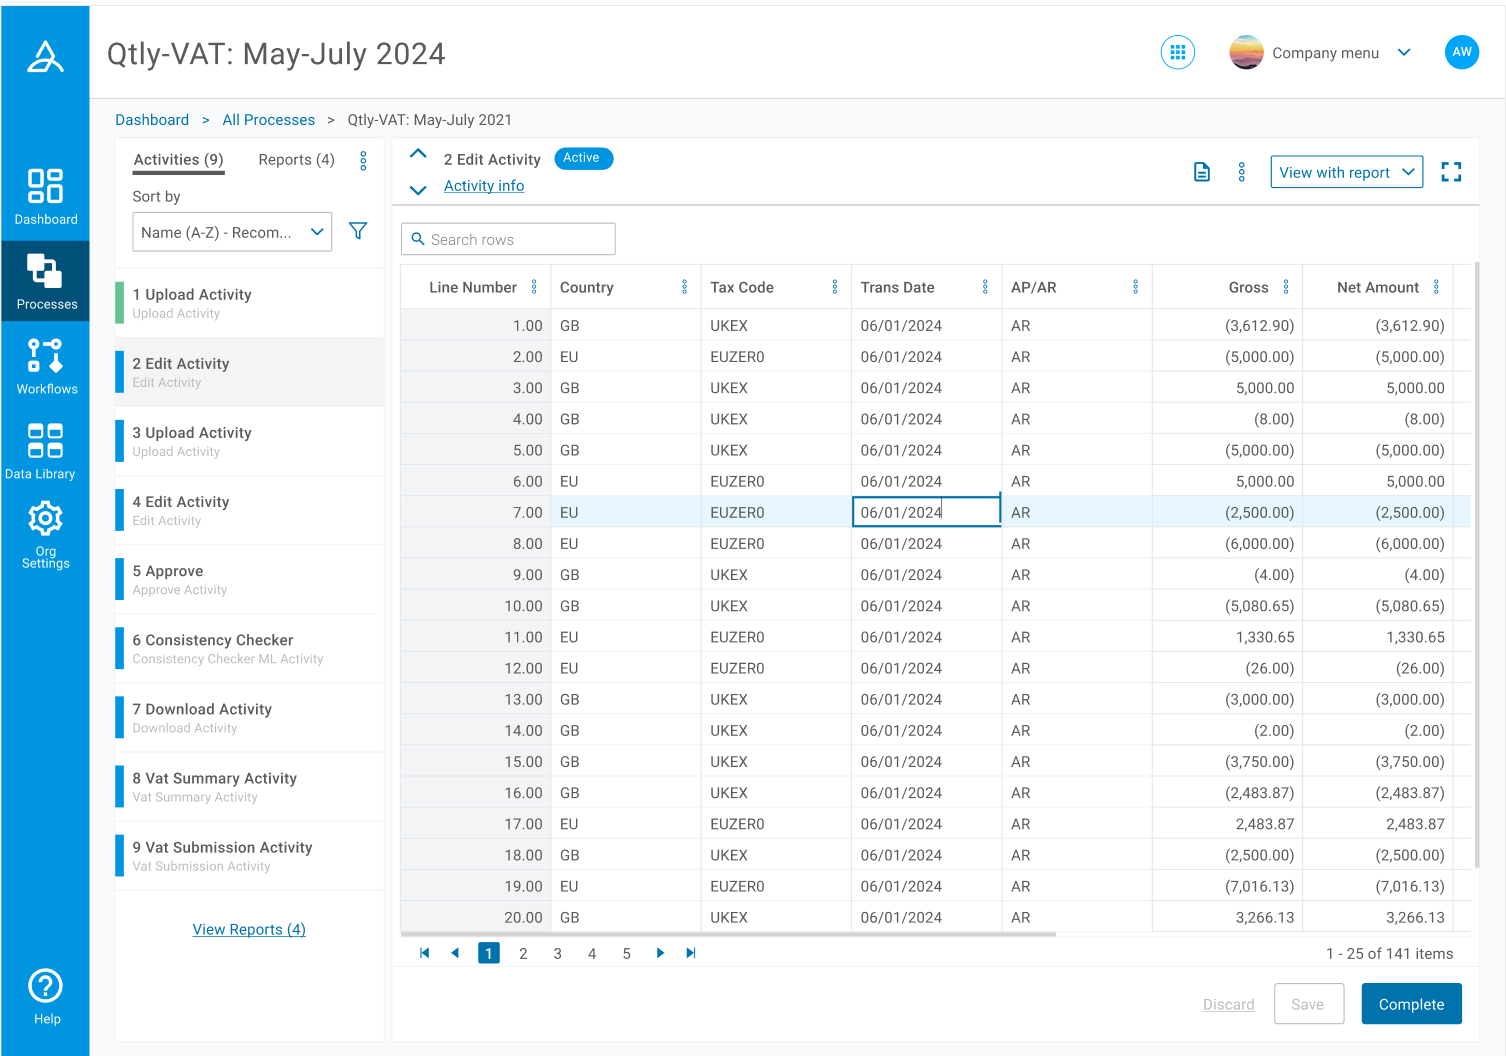 Qtly-VAT: May-July 2024
Company menu
AW
Dashboard > All Processes > Qtly-VAT: May-July 2021
Dashboard
Processes
Workflows
Data Library
Org
Settings
Help
Activities (9) Reports (4)
Sort by
Name (A-Z) - Recom...
1 Upload Activity
Upload Activity
2 Edit Activity
Edit Activity
3 Upload Activity
Upload Activity
4 Edit Activity
Edit Activity
5 Approve
Approve Activity
6 Consistency Checker
Consistency Checker ML Activity
7 Download Activity
Download Activity
8 Vat Summary Activity
Vat Summary Activity
9 Vat Submission Activity
Vat Submission Activity
View Reports (4)
2 Edit Activity Active
Activity info
View with report
Search rows
Line Number Country Tax Code Trans Date AP/AR Gross Net Amount
1.00 GB UKEX 06/01/2024 AR (3,612.90) (3,612.90)
2.00 EU EUZER0 06/01/2024 AR (5,000.00) (5,000.00)
3.00 GB UKEX 06/01/2024 AR 5,000.00 5,000.00
4.00 GB UKEX 06/01/2024 AR (8.00) (8.00)
5.00 GB UKEX 06/01/2024 AR (5,000.00) (5,000.00)
6.00 EU EUZER0 06/01/2024 AR 5,000.00 5,000.00
7.00 EU EUZER0 06/01/2024 AR (2,500.00) (2,500.00)
8.00 EU EUZER0 06/01/2024 AR (6,000.00) (6,000.00)
9.00 GB UKEX 06/01/2024 AR (4.00) (4.00)
10.00 GB UKEX 06/01/2024 AR (5,080.65) (5,080.65)
11.00 EU EUZER0 06/01/2024 AR 1,330.65 1,330.65
12.00 EU EUZER0 06/01/2024 AR (26.00) (26.00)
13.00 GB UKEX 06/01/2024 AR (3,000.00) (3,000.00)
14.00 GB UKEX 06/01/2024 AR (2.00) (2.00)
15.00 GB UKEX 06/01/2024 AR (3,750.00) (3,750.00)
16.00 GB UKEX 06/01/2024 AR (2,483.87) (2,483.87)
17.00 EU EUZER0 06/01/2024 AR 2,483.87 2,483.87
18.00 GB UKEX 06/01/2024 AR (2,500.00) (2,500.00)
19.00 EU EUZER0 06/01/2024 AR (7,016.13) (7,016.13)
20.00 GB UKEX 06/01/2024 AR 3,266.13 3,266.13
1 2 3 4 5
1 - 25 of 141 items
Discard Save Complete